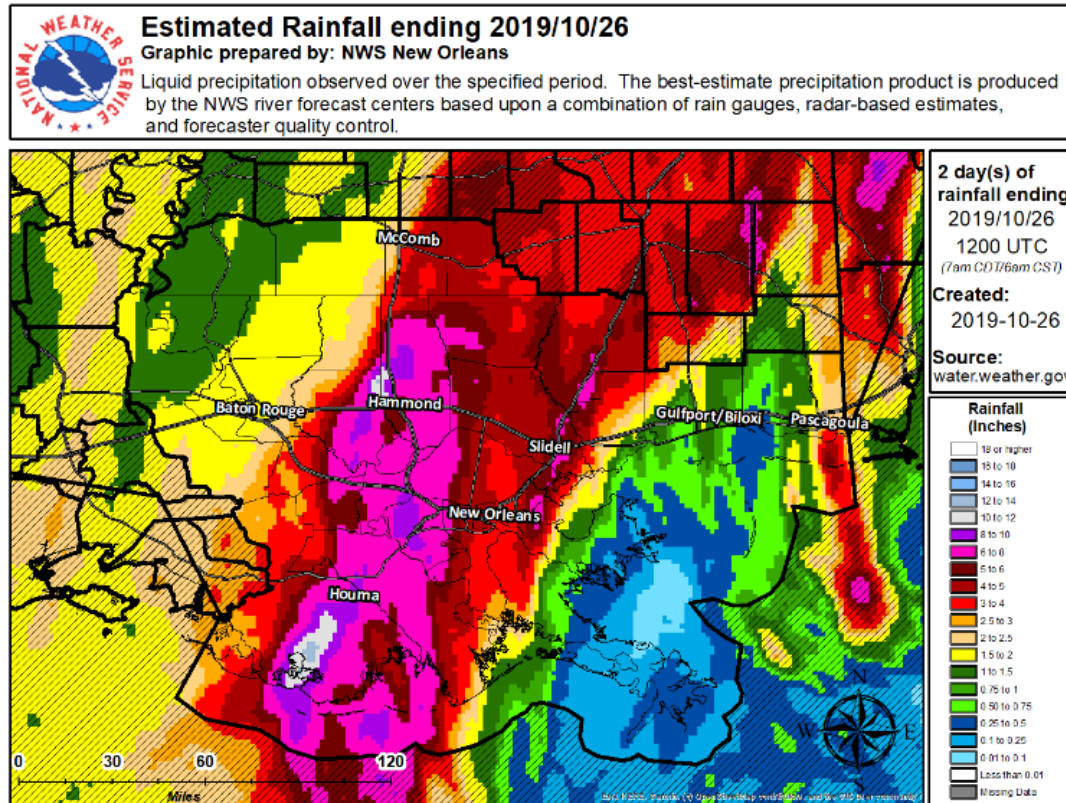 NATIONAL WEATHER SERVICE
Estimated Rainfall ending 2019/10/26
Graphic prepared by: NWS New Orleans
Liquid precipitation observed over the specified period. The best-estimate precipitation product is produced
by the NWS river forecast centers based upon a combination of rain gauges, radar-based estimates,
and forecaster quality control.
McComb
Baton Rouge
Hammond
Gulfport/Biloxi
Pascagoula
Slidell
New Orleans
Houma
0
30
60
120
Miles
N
W
E
S
2 day(s) of
rainfall ending
2019/10/26
1200 UTC
(7am CDT/6am CST)
Created:
2019-10-26
Source:
water.weather.gov
Rainfall
(Inches)
18 or higher
16 to 18
14 to 16
12 to 14
10 to 12
8 to 10
6 to 8
5 to 6
4 to 5
3 to 4
2.5 to 3
2 to 2.5
1.5 to 2
1 to 1.5
0.75 to 1
0.50 to 0.75
0.25 to 0.5
0.1 to 0.25
0.01 to 0.1
Less than 0.01
Missing Data